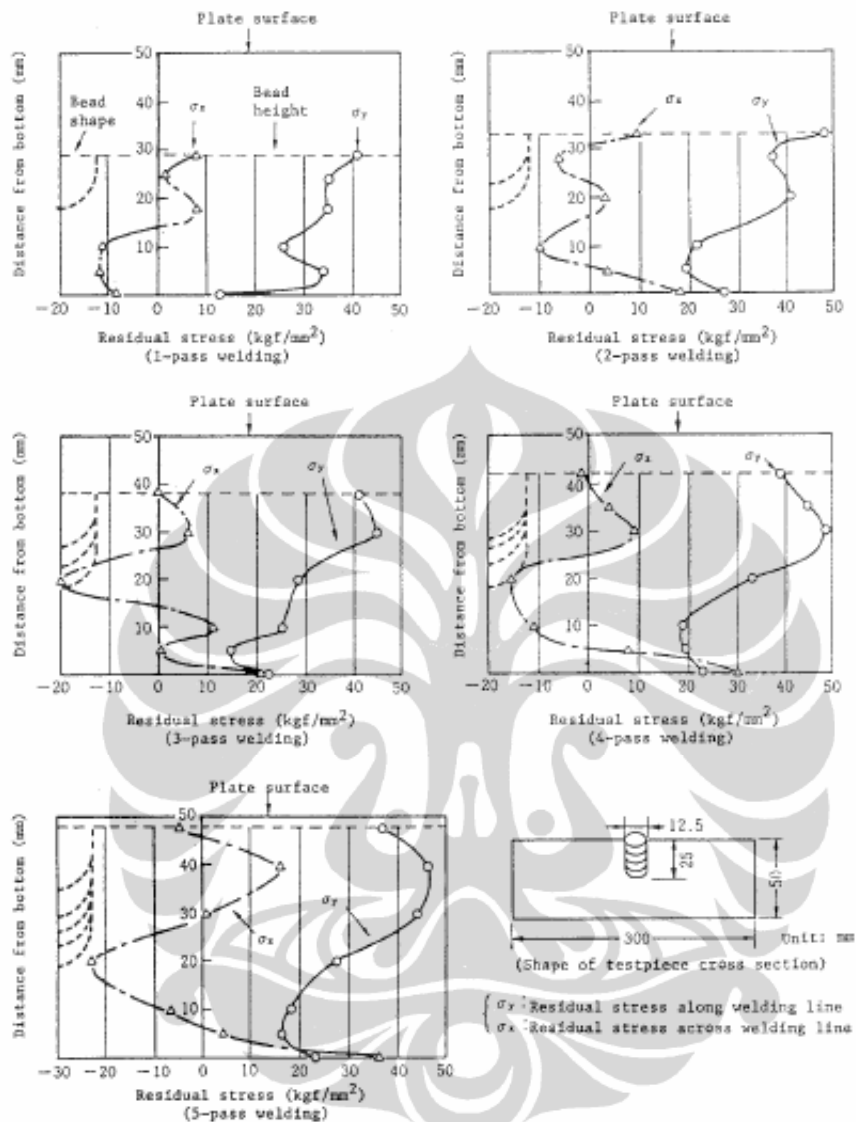 Plate surface
Distance from bottom (mm)
50
40
30
20
10
Bead shape
σx
Bead height
σy
-20 -10 0 10 20 30 40 50
Residual stress (kgf/mm²)
(1-pass welding)
Plate surface
Distance from bottom (mm)
50
40
30
20
10
σx
σy
-20 -10 0 10 20 30 40 50
Residual stress (kgf/mm²)
(2-pass welding)
Plate surface
Distance from bottom (mm)
50
40
30
20
10
σx
σy
-20 -10 0 10 20 30 40 50
Residual stress (kgf/mm²)
(3-pass welding)
Plate surface
Distance from bottom (mm)
50
40
30
20
10
σx
σy
-20 -10 0 10 20 30 40 50
Residual stress (kgf/mm²)
(4-pass welding)
Plate surface
Distance from bottom (mm)
50
40
30
20
10
σx
σy
-30 -20 -10 0 10 20 30 40 50
Residual stress (kgf/mm²)
(5-pass welding)
12.5
25
50
300
Unit: mm
(Shape of testpiece cross section)
σy : Residual stress along welding line
σx : Residual stress across welding line